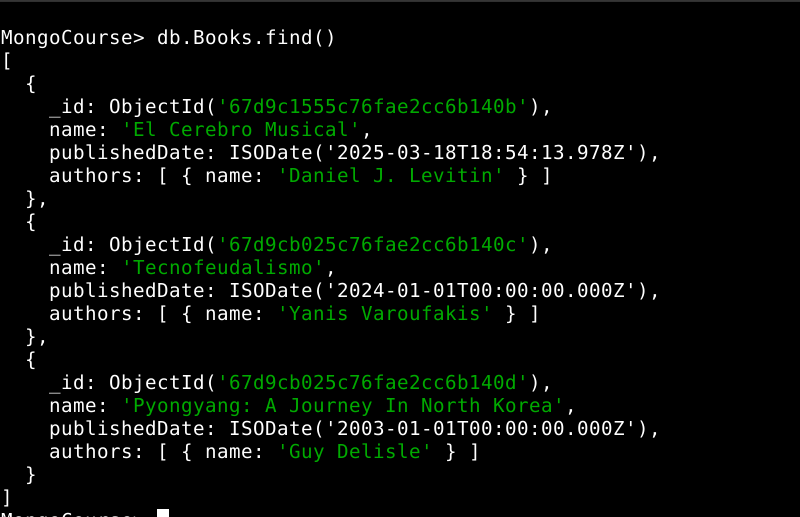 MongoCourse> db.Books.find()
[
  {
    _id: ObjectId('67d9c1555c76fae2cc6b140b'),
    name: 'El Cerebro Musical',
    publishedDate: ISODate('2025-03-18T18:54:13.978Z'),
    authors: [ { name: 'Daniel J. Levitin' } ]
  },
  {
    _id: ObjectId('67d9cb025c76fae2cc6b140c'),
    name: 'Tecnofeudalismo',
    publishedDate: ISODate('2024-01-01T00:00:00.000Z'),
    authors: [ { name: 'Yanis Varoufakis' } ]
  },
  {
    _id: ObjectId('67d9cb025c76fae2cc6b140d'),
    name: 'Pyongyang: A Journey In North Korea',
    publishedDate: ISODate('2003-01-01T00:00:00.000Z'),
    authors: [ { name: 'Guy Delisle' } ]
  }
]
MongoCourse>